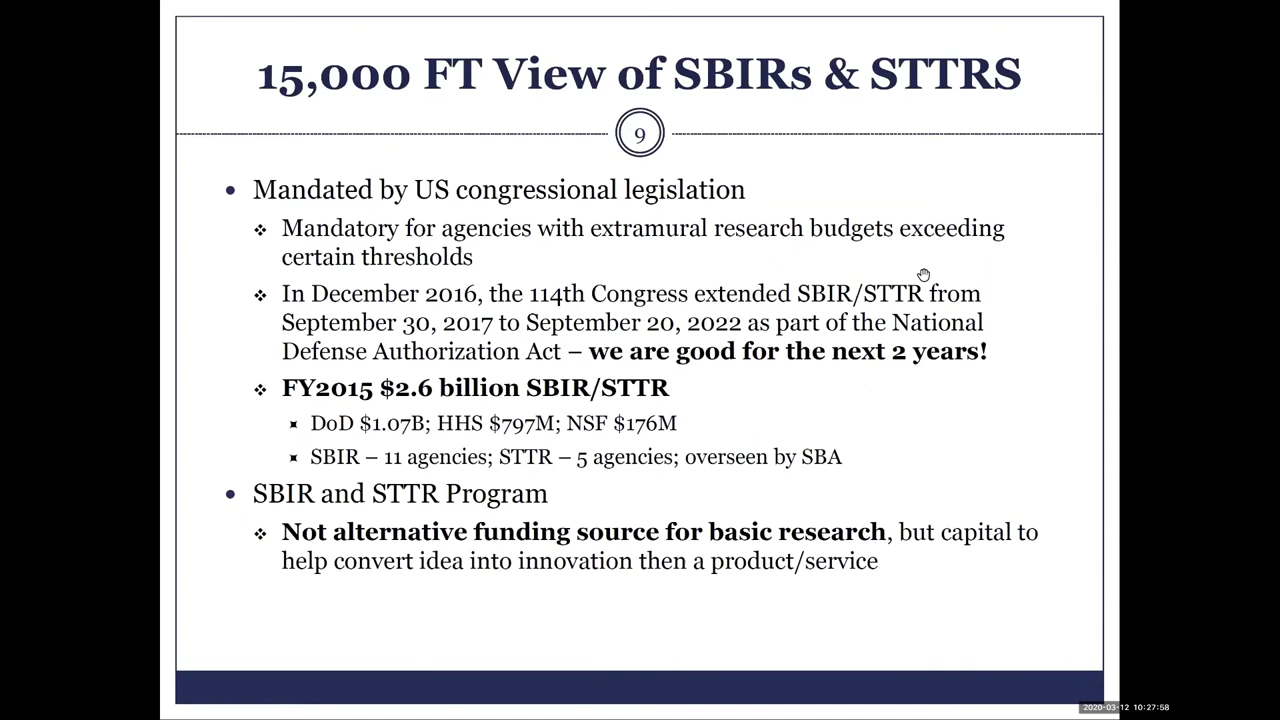 15,000 FT View of SBIRs & STTRS
9
• Mandated by US congressional legislation
❖ Mandatory for agencies with extramural research budgets exceeding
certain thresholds
❖ In December 2016, the 114th Congress extended SBIR/STTR from
September 30, 2017 to September 20, 2022 as part of the National
Defense Authorization Act – we are good for the next 2 years!
❖ FY2015 $2.6 billion SBIR/STTR
DoD $1.07B; HHS $797M; NSF $176M
SBIR – 11 agencies; STTR – 5 agencies; overseen by SBA
• SBIR and STTR Program
❖ Not alternative funding source for basic research, but capital to
help convert idea into innovation then a product/service
2020-03-12 10:27:58